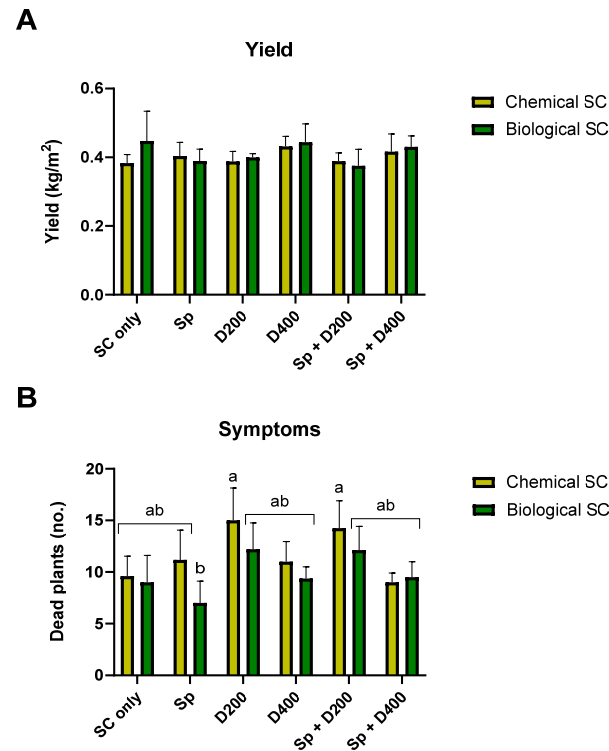 A
Yield
Chemical SC
Biological SC
Yield (kg/m²)
0.6
0.4
0.2
0.0
SC only
Sp
D200
D400
Sp + D200
Sp + D400
B
Symptoms
Chemical SC
Biological SC
Dead plants (no.)
20
15
10
5
0
ab
b
a
ab
a
ab
SC only
Sp
D200
D400
Sp + D200
Sp + D400